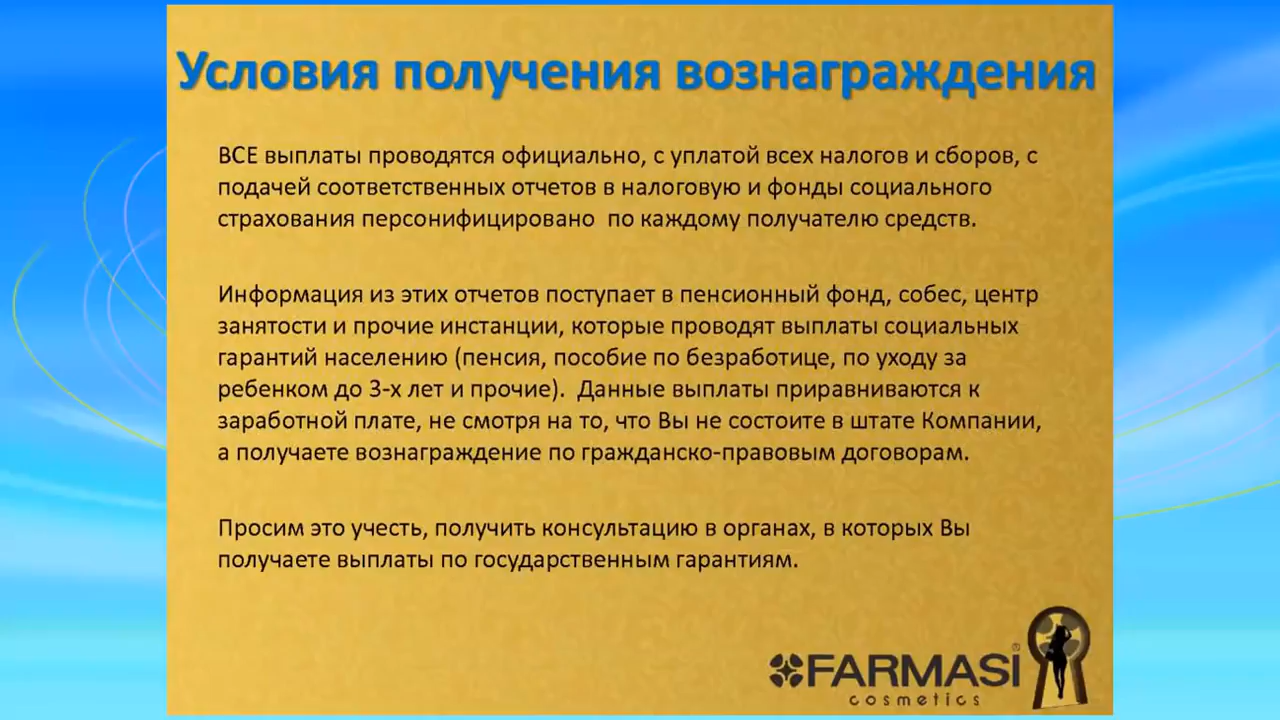 Условия получения вознаграждения
ВСЕ выплаты проводятся официально, с уплатой всех налогов и сборов, с
подачей соответственных отчетов в налоговую и фонды социального
страхования персонифицировано по каждому получателю средств.
Информация из этих отчетов поступает в пенсионный фонд, собес, центр
занятости и прочие инстанции, которые проводят выплаты социальных
гарантий населению (пенсия, пособие по безработице, по уходу за
ребенком до 3-х лет и прочие). Данные выплаты приравниваются к
заработной плате, не смотря на то, что Вы не состоите в штате Компании,
а получаете вознаграждение по гражданско-правовым договорам.
Просим это учесть, получить консультацию в органах, в которых Вы
получаете выплаты по государственным гарантиям.
FARMASI®
cosmetics